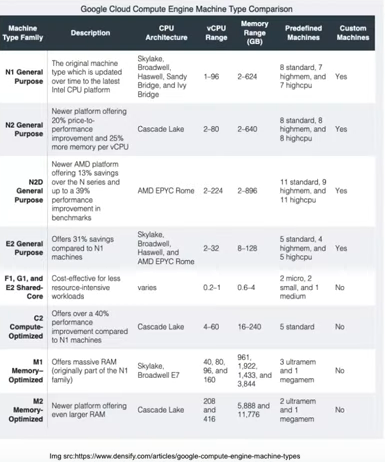 Google Cloud Compute Engine Machine Type Comparison
Machine Type Family | Description | CPU Architecture | vCPU Range | Memory Range (GB) | Predefined Machines | Custom Machines
N1 General Purpose | The original machine type which is updated over time to the latest Intel CPU platform | Skylake, Broadwell, Haswell, Sandy Bridge, and Ivy Bridge | 1–96 | 2–624 | 8 standard, 7 highmem, and 7 highcpu | Yes
N2 General Purpose | Newer platform offering 20% price-to-performance improvement and 25% more memory per vCPU | Cascade Lake | 2–80 | 2–640 | 8 standard, 8 highmem, and 8 highcpu | Yes
N2D General Purpose | Newer AMD platform offering 13% savings over the N series and up to a 39% performance improvement in benchmarks | AMD EPYC Rome | 2–224 | 2–896 | 11 standard, 9 highmem, and 11 highcpu | Yes
E2 General Purpose | Offers 31% savings compared to N1 machines | Skylake, Broadwell, Haswell, and AMD EPYC Rome | 2–32 | 8–128 | 5 standard, 4 highmem, and 5 highcpu | Yes
F1, G1, and E2 Shared-Core | Cost-effective for less resource-intensive workloads | varies | 0.2–1 | 0.6–4 | 2 micro, 2 small, and 1 medium | No
C2 Compute-Optimized | Offers over a 40% performance improvement compared to N1 machines | Cascade Lake | 4–60 | 16–240 | 5 standard | No
M1 Memory–Optimized | Offers massive RAM (originally part of the N1 family) | Skylake, Broadwell E7 | 40, 80, 96, and 160 | 961, 1,922, 1,433, and 3,844 | 3 ultramem and 1 megamem | No
M2 Memory-Optimized | Newer platform offering even larger RAM | Cascade Lake | 208 and 416 | 5,888 and 11,776 | 2 ultramem and 1 megamem | No
Img src:https://www.densify.com/articles/google-compute-engine-machine-types